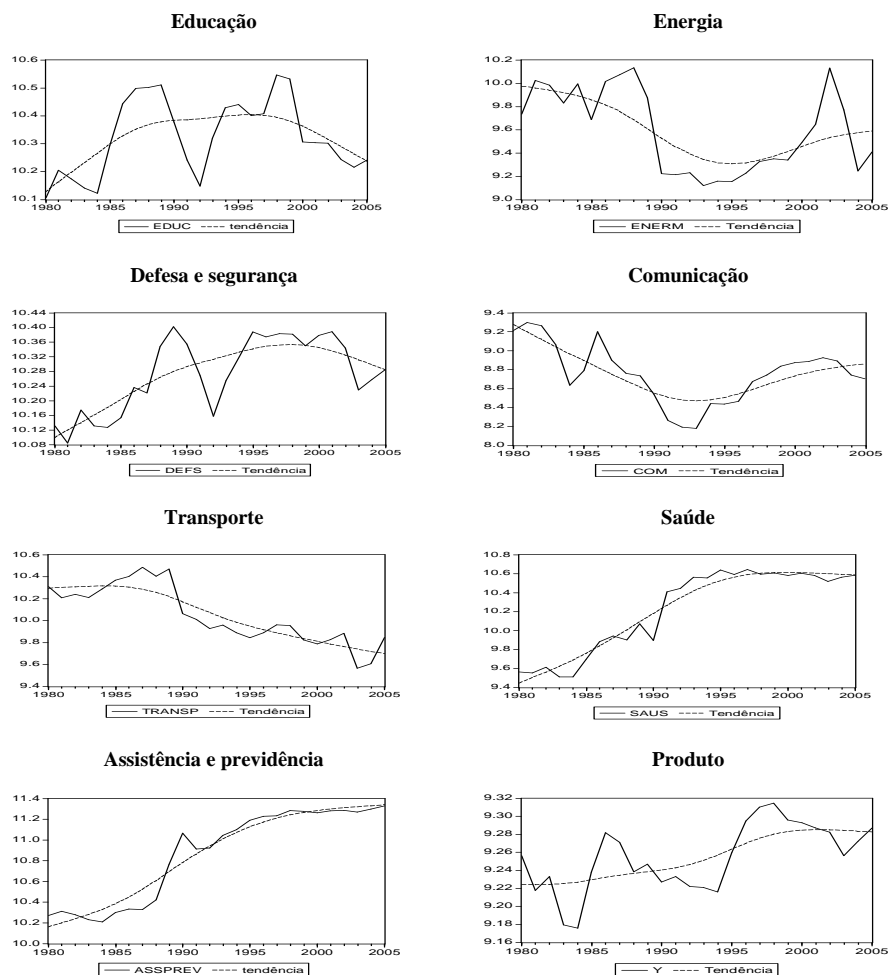 Educação
10.6
10.5
10.4
10.3
10.2
10.1
1980 1985 1990 1995 2000 2005
EDUC tendência
Energia
10.2
10.0
9.8
9.6
9.4
9.2
9.0
1980 1985 1990 1995 2000 2005
ENERM Tendência
Defesa e segurança
10.44
10.40
10.36
10.32
10.28
10.24
10.20
10.16
10.12
10.08
1980 1985 1990 1995 2000 2005
DEFS Tendência
Comunicação
9.4
9.2
9.0
8.8
8.6
8.4
8.2
8.0
1980 1985 1990 1995 2000 2005
COM Tendência
Transporte
10.6
10.4
10.2
10.0
9.8
9.6
9.4
1980 1985 1990 1995 2000 2005
TRANSP Tendência
Saúde
10.8
10.6
10.4
10.2
10.0
9.8
9.6
9.4
1980 1985 1990 1995 2000 2005
SAUS Tendência
Assistência e previdência
11.4
11.2
11.0
10.8
10.6
10.4
10.2
10.0
1980 1985 1990 1995 2000 2005
ASSPREV tendência
Produto
9.32
9.30
9.28
9.26
9.24
9.22
9.20
9.18
9.16
1980 1985 1990 1995 2000 2005
Y Tendência